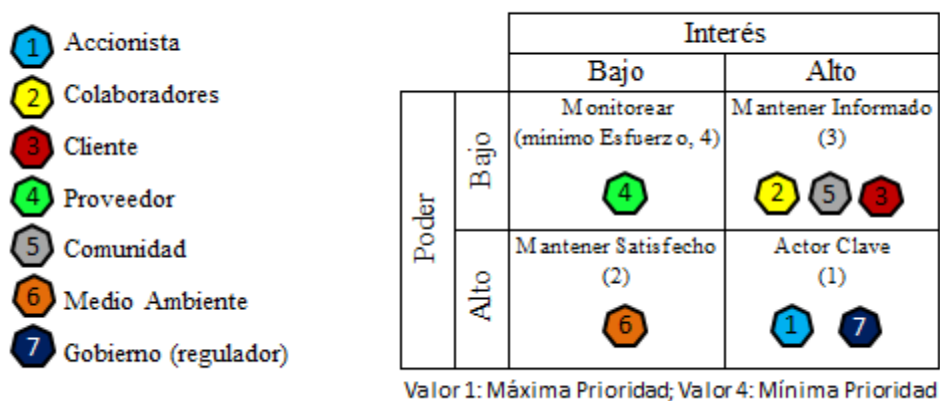 1 Accionista
2 Colaboradores
3 Cliente
4 Proveedor
5 Comunidad
6 Medio Ambiente
7 Gobierno (regulador)
Interés
Bajo Alto
Poder
Bajo
Monitorear
(minimo Esfuerzo, 4)
4
Mantener Informado
(3)
2 5 3
Alto
Mantener Satisfecho
(2)
6
Actor Clave
(1)
1 7
Valor 1: Máxima Prioridad; Valor 4: Mínima Prioridad